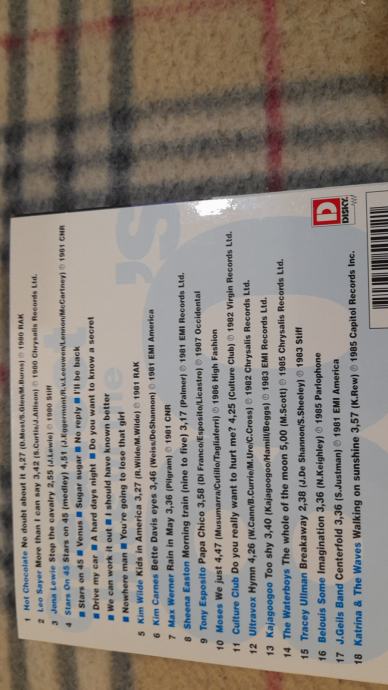 1 Hot Chocolate No doubt about it 4,27 (D.Most/S.Glen/M.Burns) ℗ 1980 RAK
2 Leo Sayer More than I can say 3,42 (S.Curtis/J.Allison) ℗ 1980 Chrysalis Records Ltd.
3 Jona Lewie Stop the cavalry 2,59 (J.Lewie) ℗ 1980 Stiff
4 Stars On 45 Stars on 45 (medley) 4,51 (J.Eggermont/R.v.Leeuwen/Lennon/McCartney) ℗ 1981 CNR
■ Stars on 45 ■ Venus ■ Sugar sugar ■ No reply ■ I'll be back
■ Drive my car ■ A hard days night ■ Do you want to know a secret
■ We can work it out ■ I should have known better
■ Nowhere man ■ You're going to lose that girl
5 Kim Wilde Kids in America 3,27 (R.Wilde/M.Wilde) ℗ 1981 RAK
6 Kim Carnes Bette Davis eyes 3,46 (Weiss/DeShannon) ℗ 1981 EMI America
7 Max Werner Rain in May 3,36 (Pilgram) ℗ 1981 CNR
8 Sheena Easton Morning train (nine to five) 3,17 (Palmer) ℗ 1981 EMI Records Ltd.
9 Tony Esposito Papa Chico 3,58 (Di Franco/Esposito/Licastro) ℗ 1987 Occidental
10 Moses We just 4,47 (Musumarra/Cutillo/Tagliaferri) ℗ 1986 High Fashion
11 Culture Club Do you really want to hurt me? 4,25 (Culture Club) ℗ 1982 Virgin Records Ltd.
12 Ultravox Hymn 4,26 (W.Cann/B.Currie/M.Ure/C.Cross) ℗ 1982 Chrysalis Records Ltd.
13 Kajagoogoo Too shy 3,40 (Kajagoogoo/Hamill/Beggs) ℗ 1983 EMI Records Ltd.
14 The Waterboys The whole of the moon 5,00 (M.Scott) ℗ 1985 Chrysalis Records Ltd.
15 Tracey Ullman Breakaway 2,38 (J.De Shannon/S.Sheeley) ℗ 1983 Stiff
16 Belouis Some Imagination 3,36 (N.Keighley) ℗ 1985 Parlophone
17 J.Geils Band Centerfold 3,36 (S.Justman) ℗ 1981 EMI America
18 Katrina & The Waves Walking on sunshine 3,57 (K.Rew) ℗ 1985 Capitol Records Inc.
D
DISKY